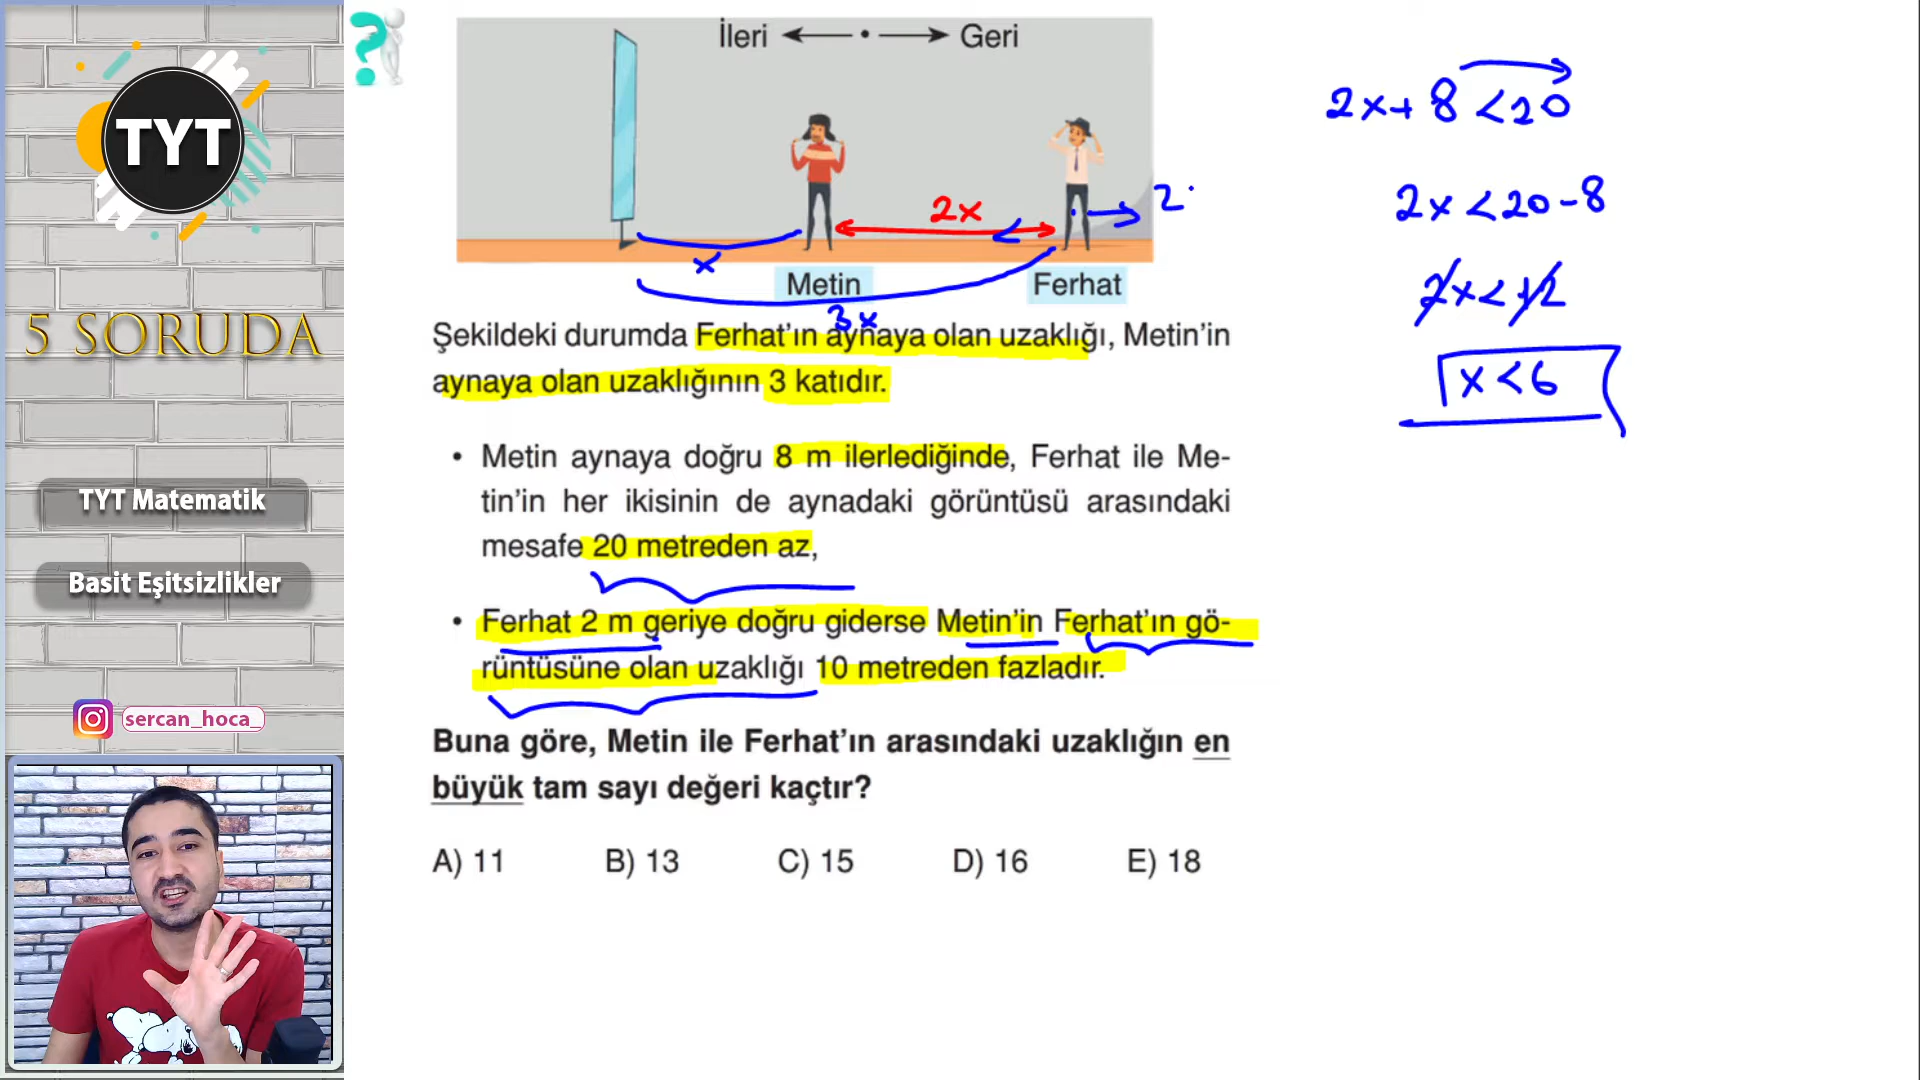 TYT
5 SORUDA
TYT Matematik
Basit Eşitsizlikler
sercan_hoca_
İleri
Geri
2x
2
x
Metin
Ferhat
3x
Şekildeki durumda Ferhat'ın aynaya olan uzaklığı, Metin'in
aynaya olan uzaklığının 3 katıdır.
• Metin aynaya doğru 8 m ilerlediğinde, Ferhat ile Me-
tin'in her ikisinin de aynadaki görüntüsü arasındaki
mesafe 20 metreden az,
• Ferhat 2 m geriye doğru giderse Metin'in Ferhat'ın gö-
rüntüsüne olan uzaklığı 10 metreden fazladır.
Buna göre, Metin ile Ferhat'ın arasındaki uzaklığın en
büyük tam sayı değeri kaçtır?
A) 11 B) 13 C) 15 D) 16 E) 18
2x+8<20
2x<20-8
2x<12
x<6